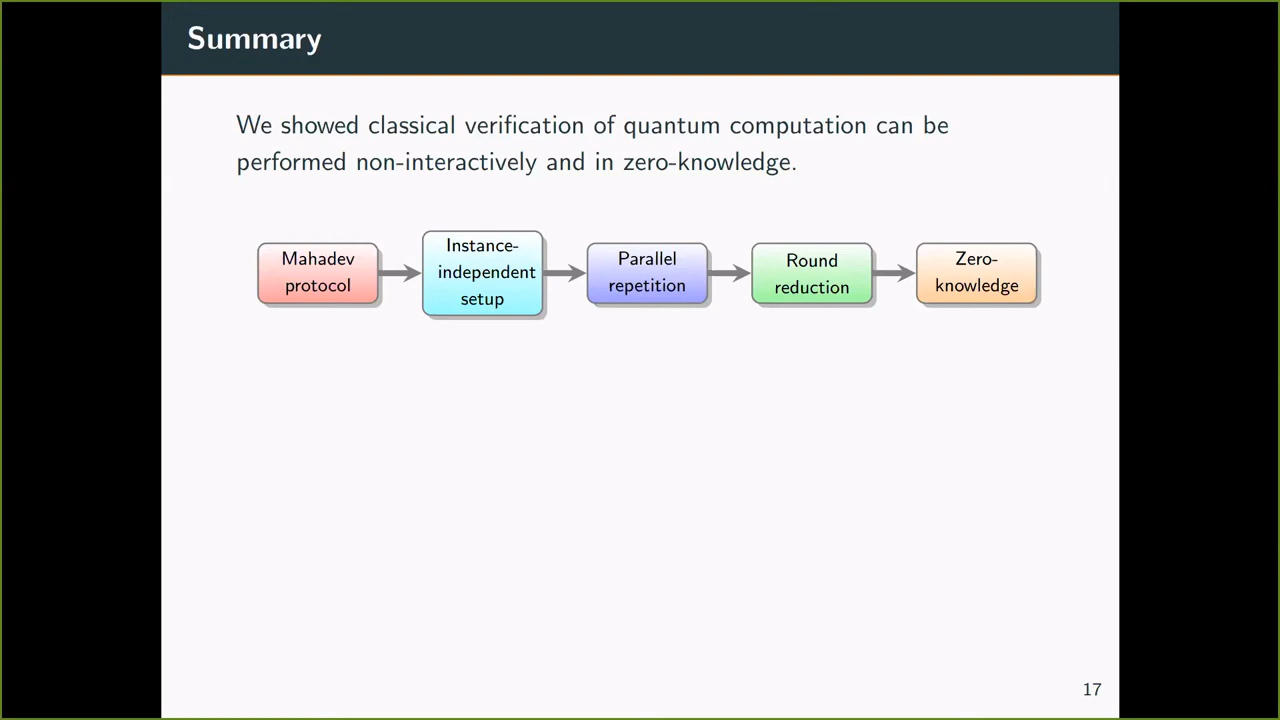 Summary
We showed classical verification of quantum computation can be
performed non-interactively and in zero-knowledge.
Mahadev
protocol
Instance-
independent
setup
Parallel
repetition
Round
reduction
Zero-
knowledge
17